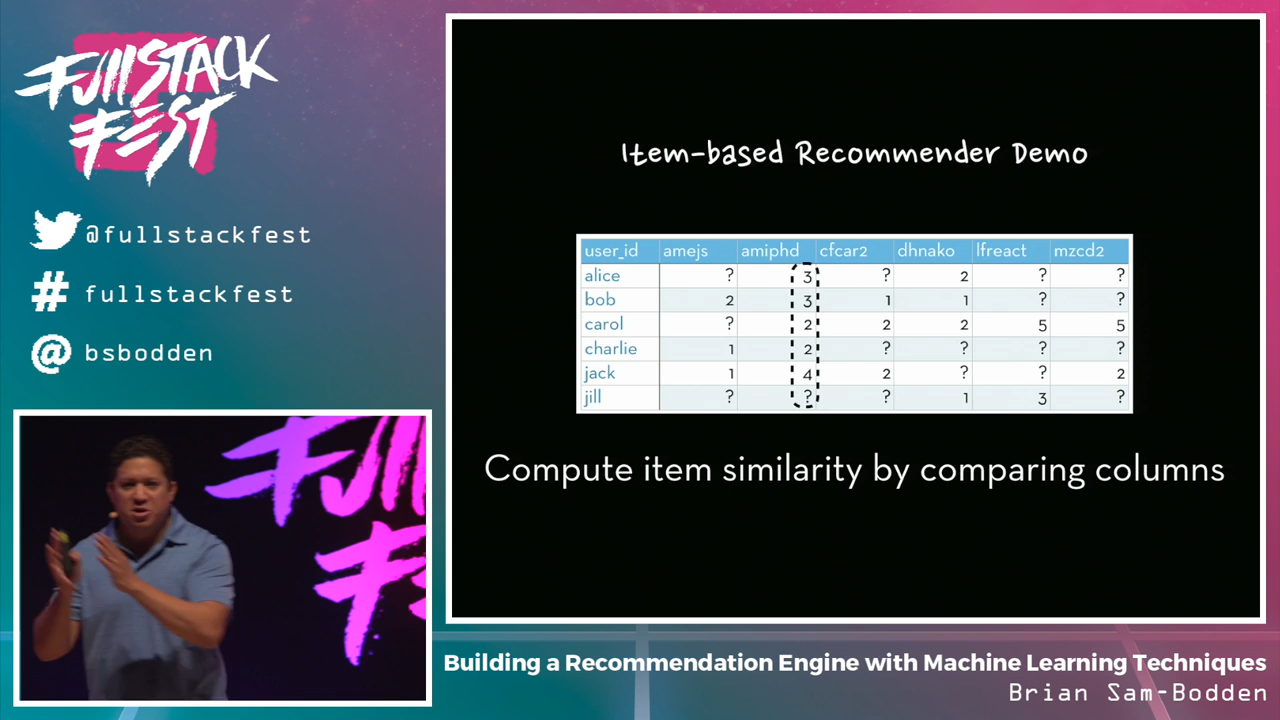 FullSTACK
FEST
@fullstackfest
# fullstackfest
@ bsbodden
Item-based Recommender Demo
user_id amejs amiphd cfcar2 dhnako lfreact mzcd2
alice ? 3 ? 2 ? ?
bob 2 3 1 1 ? ?
carol ? 2 2 2 5 5
charlie 1 2 ? ? ? ?
jack 1 4 2 ? ? 2
jill ? ? ? 1 3 ?
Compute item similarity by comparing columns
Building a Recommendation Engine with Machine Learning Techniques
Brian Sam-Bodden